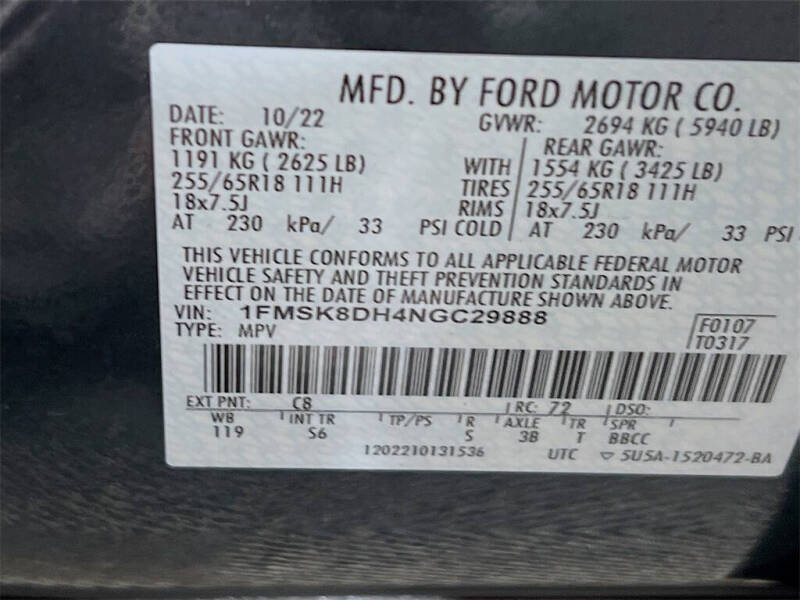 MFD. BY FORD MOTOR CO.
DATE: 10/22 GVWR: 2694 KG ( 5940 LB)
FRONT GAWR: REAR GAWR:
1191 KG ( 2625 LB) WITH 1554 KG ( 3425 LB)
255/65R18 111H TIRES 255/65R18 111H
18x7.5J RIMS 18x7.5J
AT 230 kPa/ 33 PSI COLD AT 230 kPa/ 33 PSI
THIS VEHICLE CONFORMS TO ALL APPLICABLE FEDERAL MOTOR
VEHICLE SAFETY AND THEFT PREVENTION STANDARDS IN
EFFECT ON THE DATE OF MANUFACTURE SHOWN ABOVE.
VIN: 1FMSK8DH4NGC29888 F0107
TYPE: MPV T0317
EXT PNT: C8 RC: 72 DSO:
WB INT TR TP/PS R AXLE TR SPR
119 S6 S 3B T BBCC
1202210131536 UTC ▽ 5U5A-1520472-BA